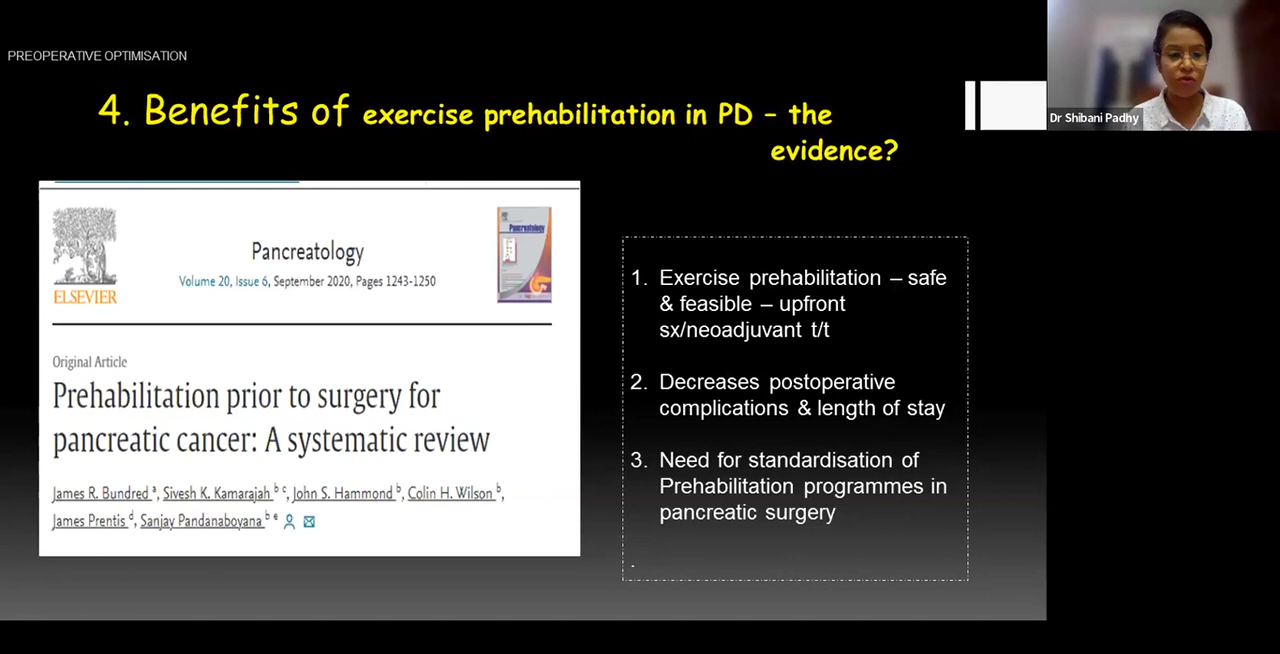 PREOPERATIVE OPTIMISATION
4. Benefits of exercise prehabilitation in PD – the
evidence?
Dr Shibani Padhy
Pancreatology
Volume 20, Issue 6, September 2020, Pages 1243-1250
ELSEVIER
Pancreatology
Original Article
Prehabilitation prior to surgery for
pancreatic cancer: A systematic review
James R. Bundred a, Sivesh K. Kamarajah b c, John S. Hammond b, Colin H. Wilson b,
James Prentis d, Sanjay Pandanaboyana b e
1. Exercise prehabilitation – safe
& feasible – upfront
sx/neoadjuvant t/t
2. Decreases postoperative
complications & length of stay
3. Need for standardisation of
Prehabilitation programmes in
pancreatic surgery
.